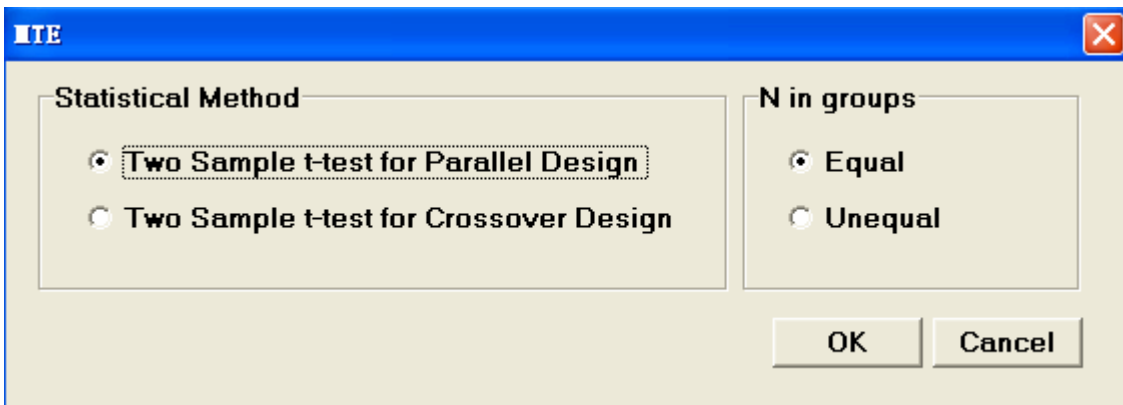 MTE
Statistical Method
Two Sample t-test for Parallel Design
Two Sample t-test for Crossover Design
N in groups
Equal
Unequal
OK
Cancel